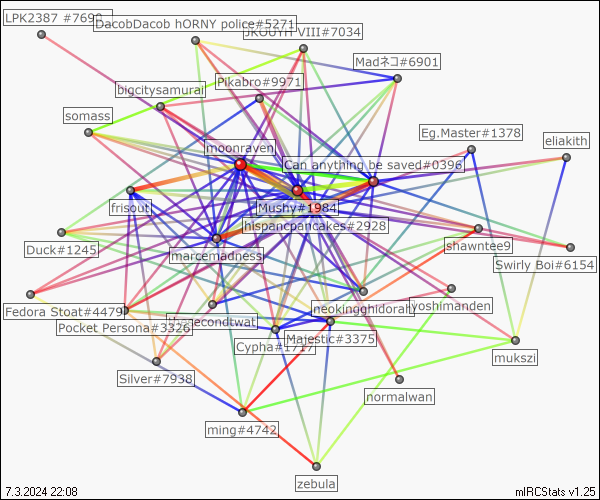 LPK2387 #7698
DacobDacob hORNY police#5271
JKOUYH VIII#7034
Madネコ#6901
Pikabro#9971
bigcitysamurai
somass
Eg.Master#1378
eliakith
moonraven
Can anything be saved#0396
frisout
Mushy#1984
hispancpancakes#2928
Duck#1245
marcemadness
shawntee9
Swirly Boi#6154
Fedora Stoat#4479
Pocket Persona#3326
neokingghidorah
yoshimanden
Cypha#1717
Majestic#3375
mukszi
Silver#7938
normalwan
ming#4742
zebula
7.3.2024 22:08
mIRCStats v1.25